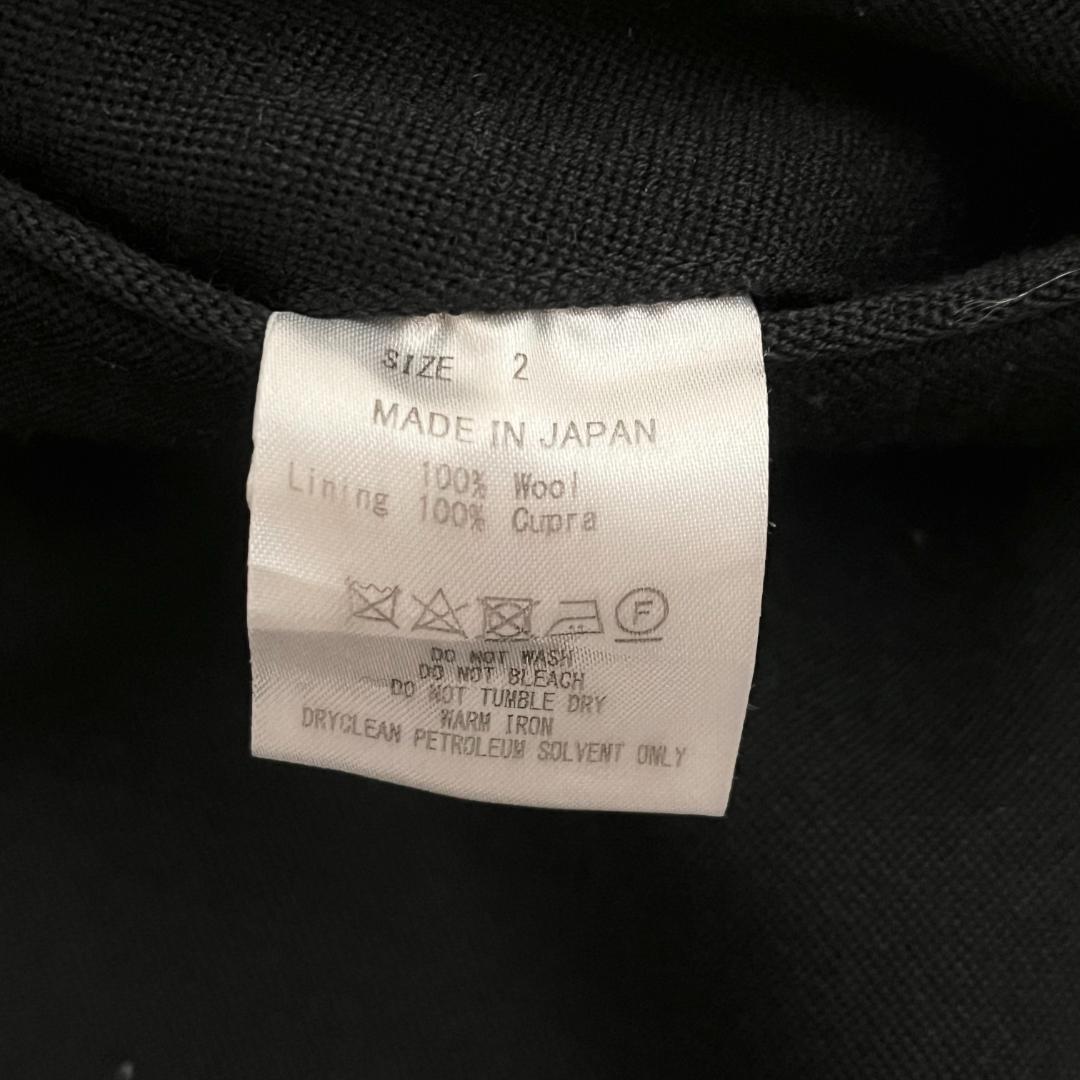 SIZE 2
MADE IN JAPAN
100% Wool
Lining 100% Cupra
F
DO NOT WASH
DO NOT BLEACH
DO NOT TUMBLE DRY
WARM IRON
DRYCLEAN PETROLEUM SOLVENT ONLY